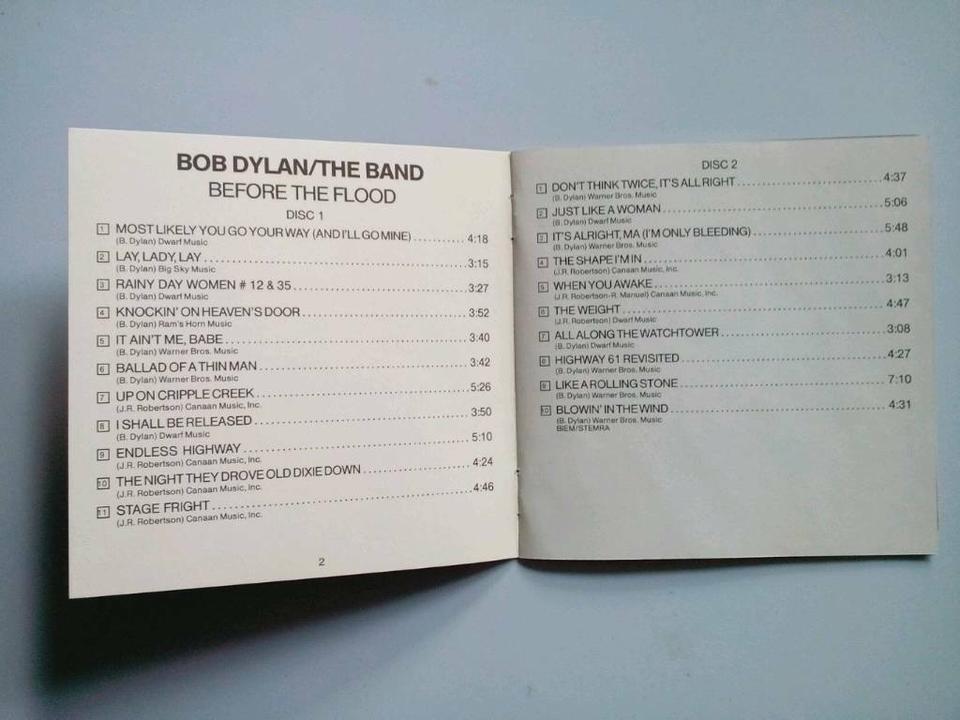 BOB DYLAN/THE BAND
BEFORE THE FLOOD
DISC 1
1 MOST LIKELY YOU GO YOUR WAY (AND I'LL GO MINE) .......... 4:18
(B. Dylan) Dwarf Music
2 LAY, LADY, LAY .......... 3:15
(B. Dylan) Big Sky Music
3 RAINY DAY WOMEN # 12 & 35 .......... 3:27
(B. Dylan) Dwarf Music
4 KNOCKIN' ON HEAVEN'S DOOR .......... 3:52
(B. Dylan) Ram's Horn Music
5 IT AIN'T ME, BABE .......... 3:40
(B. Dylan) Warner Bros. Music
6 BALLAD OF A THIN MAN .......... 3:42
(B. Dylan) Warner Bros. Music
7 UP ON CRIPPLE CREEK .......... 5:26
(J.R. Robertson) Canaan Music, Inc.
8 I SHALL BE RELEASED .......... 3:50
(B. Dylan) Dwarf Music
9 ENDLESS HIGHWAY .......... 5:10
(J.R. Robertson) Canaan Music, Inc.
10 THE NIGHT THEY DROVE OLD DIXIE DOWN .......... 4:24
(J.R. Robertson) Canaan Music, Inc.
11 STAGE FRIGHT .......... 4:46
(J.R. Robertson) Canaan Music, Inc.
2
DISC 2
1 DON'T THINK TWICE, IT'S ALL RIGHT .......... 4:37
(B. Dylan) Warner Bros. Music
2 JUST LIKE A WOMAN .......... 5:06
(B. Dylan) Dwarf Music
3 IT'S ALRIGHT, MA (I'M ONLY BLEEDING) .......... 5:48
(B. Dylan) Warner Bros. Music
4 THE SHAPE I'M IN .......... 4:01
(J.R. Robertson) Canaan Music, Inc.
5 WHEN YOU AWAKE .......... 3:13
(J.R. Robertson-R. Manuel) Canaan Music, Inc.
6 THE WEIGHT .......... 4:47
(J.R. Robertson) Dwarf Music
7 ALL ALONG THE WATCHTOWER .......... 3:08
(B. Dylan) Dwarf Music
8 HIGHWAY 61 REVISITED .......... 4:27
(B. Dylan) Warner Bros. Music
9 LIKE A ROLLING STONE .......... 7:10
(B. Dylan) Warner Bros. Music
10 BLOWIN' IN THE WIND .......... 4:31
(B. Dylan) Warner Bros. Music
BIEM/STEMRA